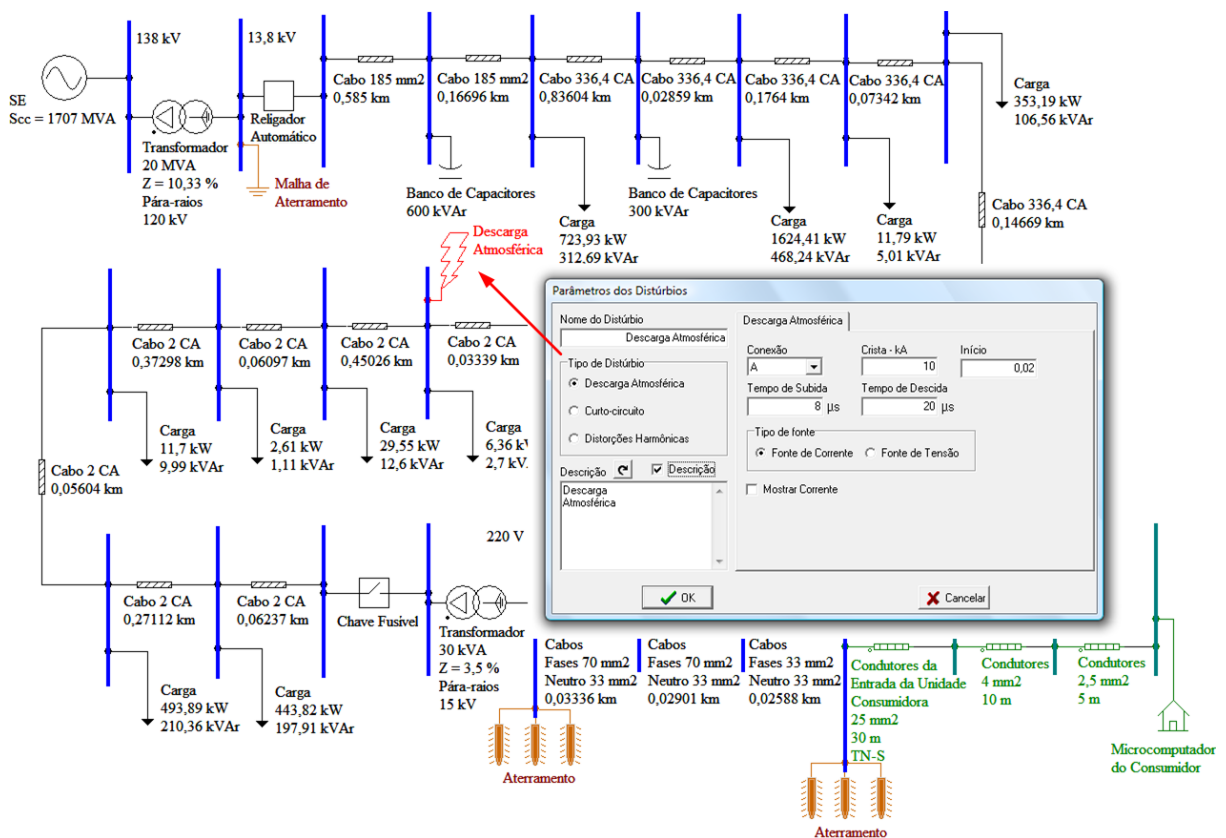 138 kV
13,8 kV
SE
Scc = 1707 MVA
Transformador
20 MVA
Z = 10,33 %
Pára-raios
120 kV
Religador
Automático
Malha de
Aterramento
Cabo 185 mm2
0,585 km
Cabo 185 mm2
0,16696 km
Cabo 336,4 CA
0,83604 km
Cabo 336,4 CA
0,02859 km
Cabo 336,4 CA
0,1764 km
Cabo 336,4 CA
0,07342 km
Carga
353,19 kW
106,56 kVAr
Banco de Capacitores
600 kVAr
Carga
723,93 kW
312,69 kVAr
Banco de Capacitores
300 kVAr
Carga
1624,41 kW
468,24 kVAr
Carga
11,79 kW
5,01 kVAr
Cabo 336,4 CA
0,14669 km
Descarga
Atmosférica
Cabo 2 CA
0,37298 km
Cabo 2 CA
0,06097 km
Cabo 2 CA
0,45026 km
Cabo 2 CA
0,03339 km
Carga
11,7 kW
9,99 kVAr
Carga
2,61 kW
1,11 kVAr
Carga
29,55 kW
12,6 kVAr
Carga
6,36 kW
2,7 kVA
Cabo 2 CA
0,05604 km
Parâmetros dos Distúrbios
Nome do Distúrbio
Descarga Atmosférica
Tipo de Distúrbio
Descarga Atmosférica
Curto-circuito
Distorções Harmônicas
Descrição
Descrição
Descarga
Atmosférica
Descarga Atmosférica
Conexão
A
Crista - kA
10
Início
0,02
Tempo de Subida
8 µs
Tempo de Descida
20 µs
Tipo de fonte
Fonte de Corrente
Fonte de Tensão
Mostrar Corrente
OK
Cancelar
Cabo 2 CA
0,27112 km
Cabo 2 CA
0,06237 km
Chave Fusível
220 V
Transformador
30 kVA
Z = 3,5 %
Pára-raios
15 kV
Carga
493,89 kW
210,36 kVAr
Carga
443,82 kW
197,91 kVAr
Cabos
Fases 70 mm2
Neutro 33 mm2
0,03336 km
Cabos
Fases 70 mm2
Neutro 33 mm2
0,02901 km
Cabos
Fases 33 mm2
Neutro 33 mm2
0,02588 km
Condutores da
Entrada da Unidade
Consumidora
25 mm2
30 m
TN-S
Condutores
4 mm2
10 m
Condutores
2,5 mm2
5 m
Microcomputador
do Consumidor
Aterramento
Aterramento